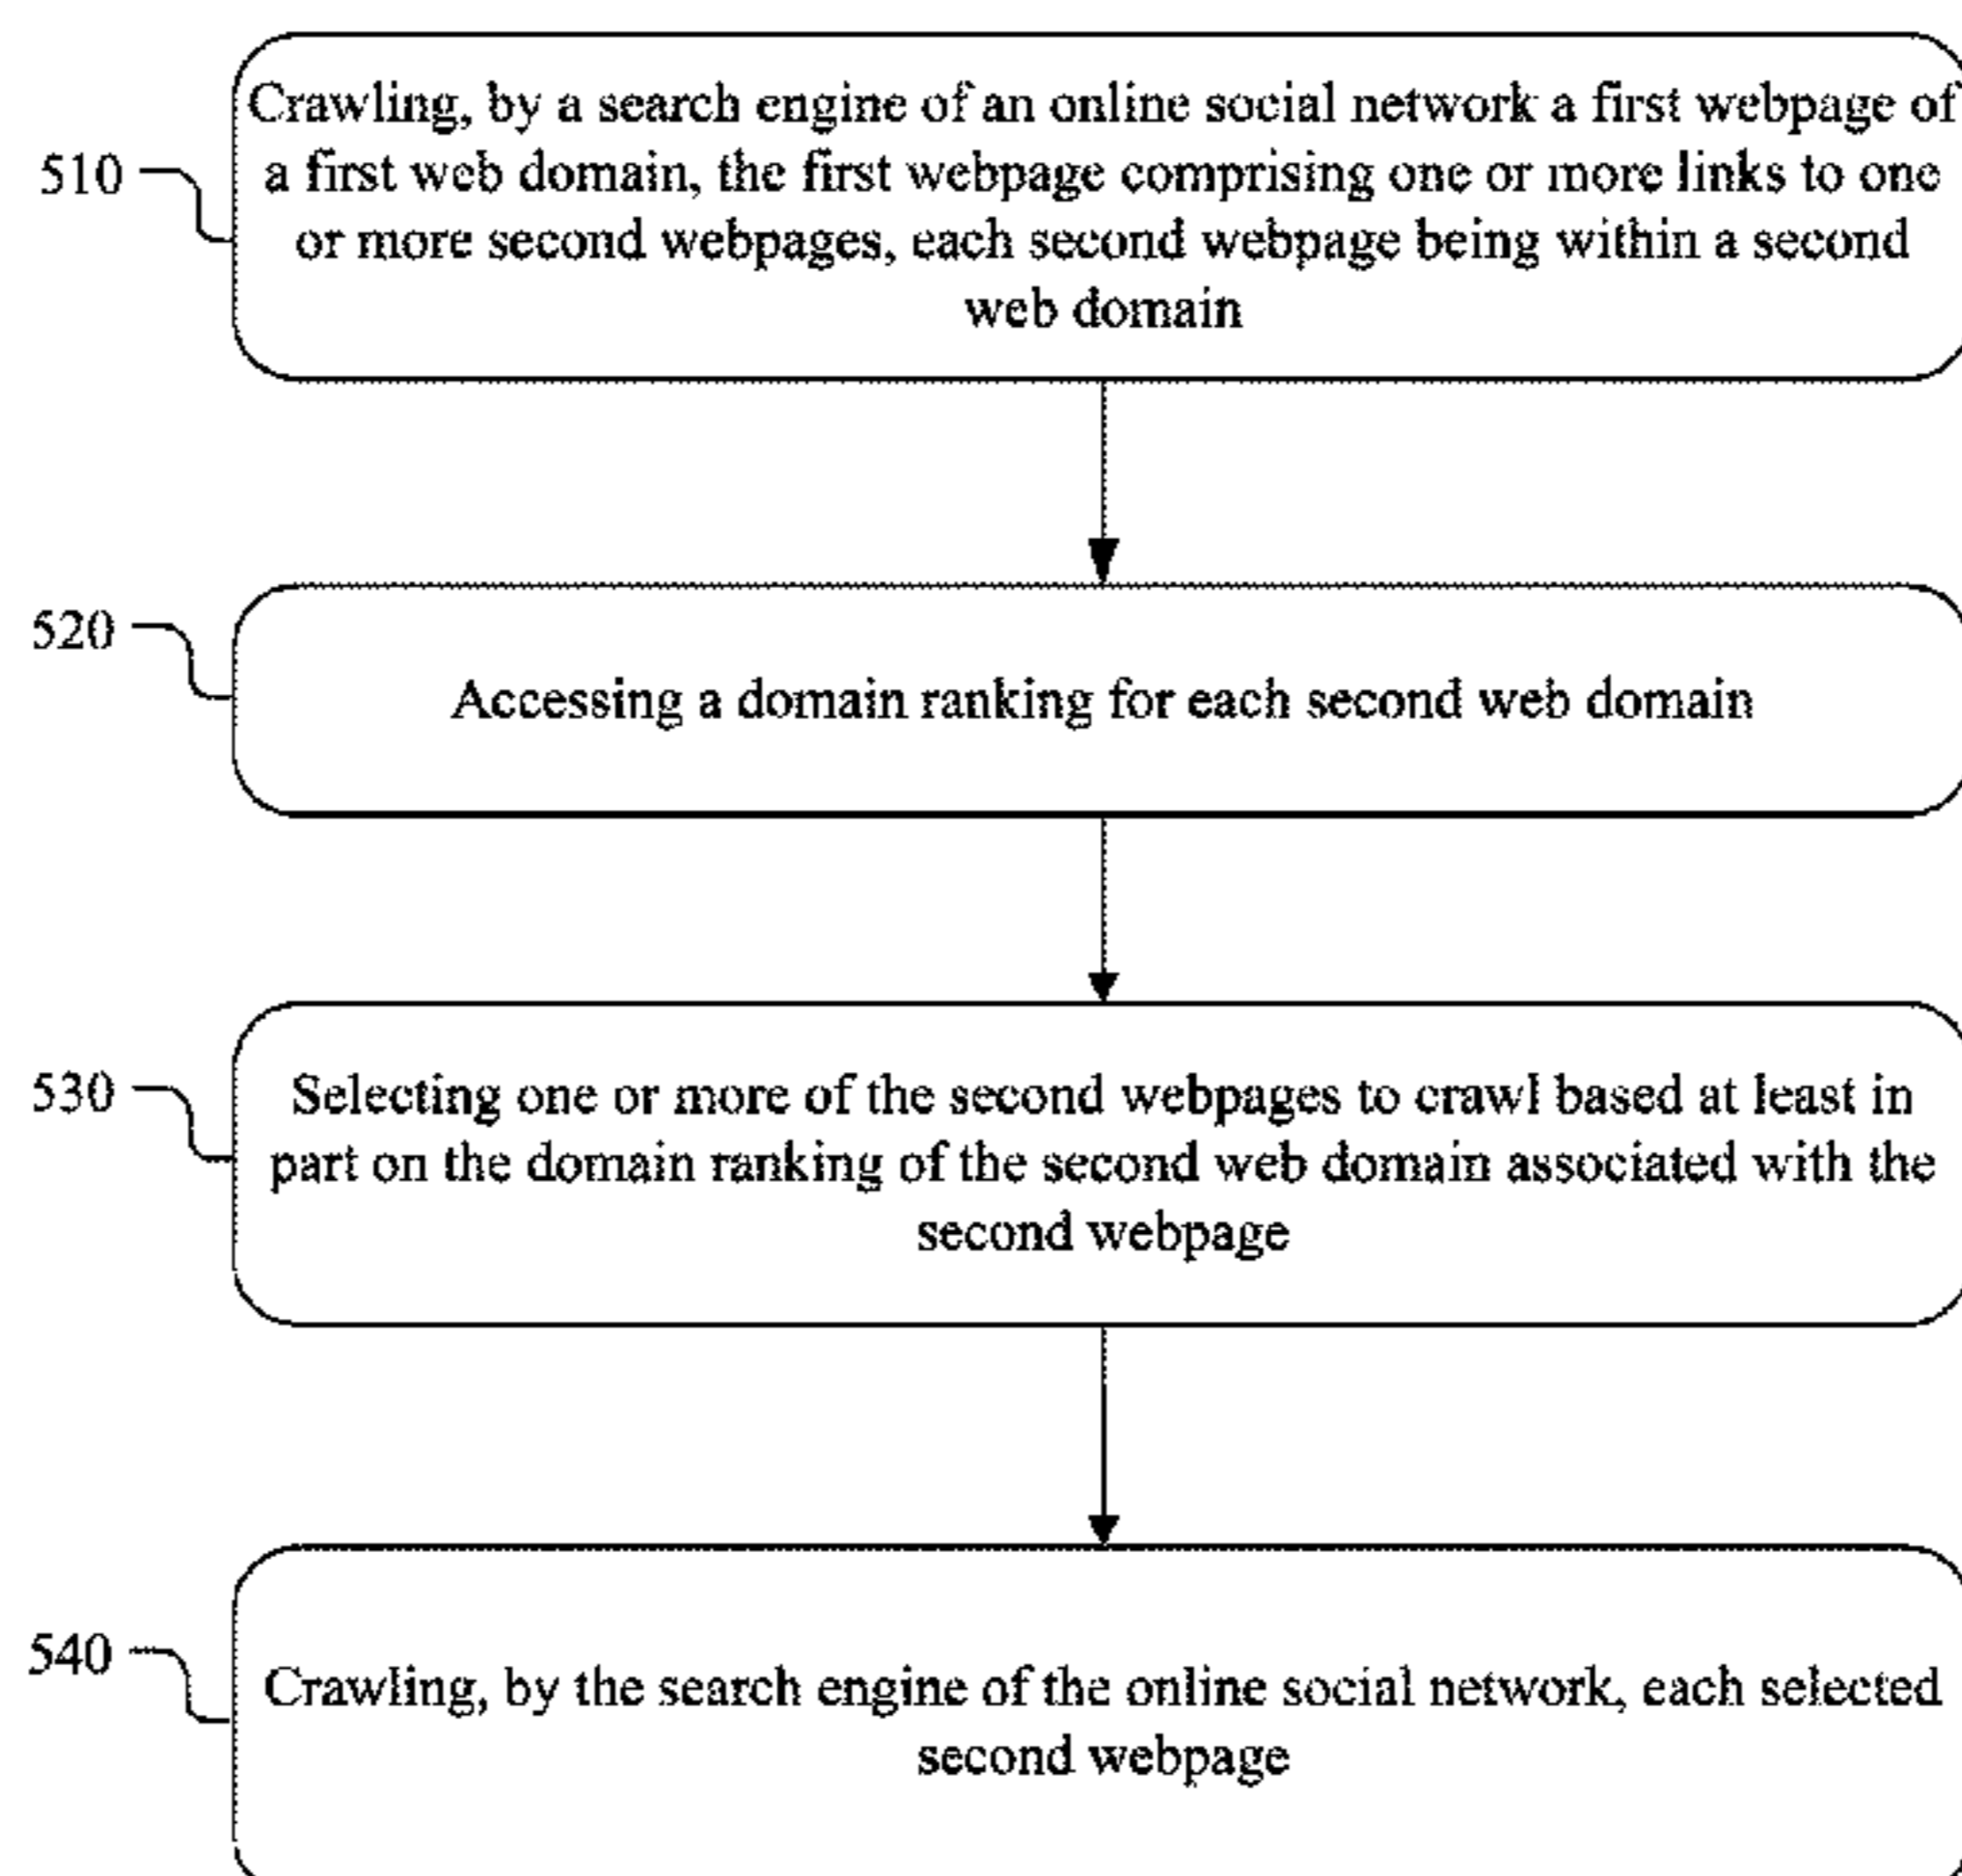 Crawling, by a search engine of an online social network a first webpage of
510
a first web domain, the first webpage comprising one or more links to one
or more second webpages, each second webpage being within a second
web domain
520
Accessing a domain ranking for each second web domain
530
Selecting one or more of the second webpages to crawl based at least in
part on the domain ranking of the second web domain associated with the
second webpage
540
Crawling, by the search engine of the online social network, each selected
second webpage